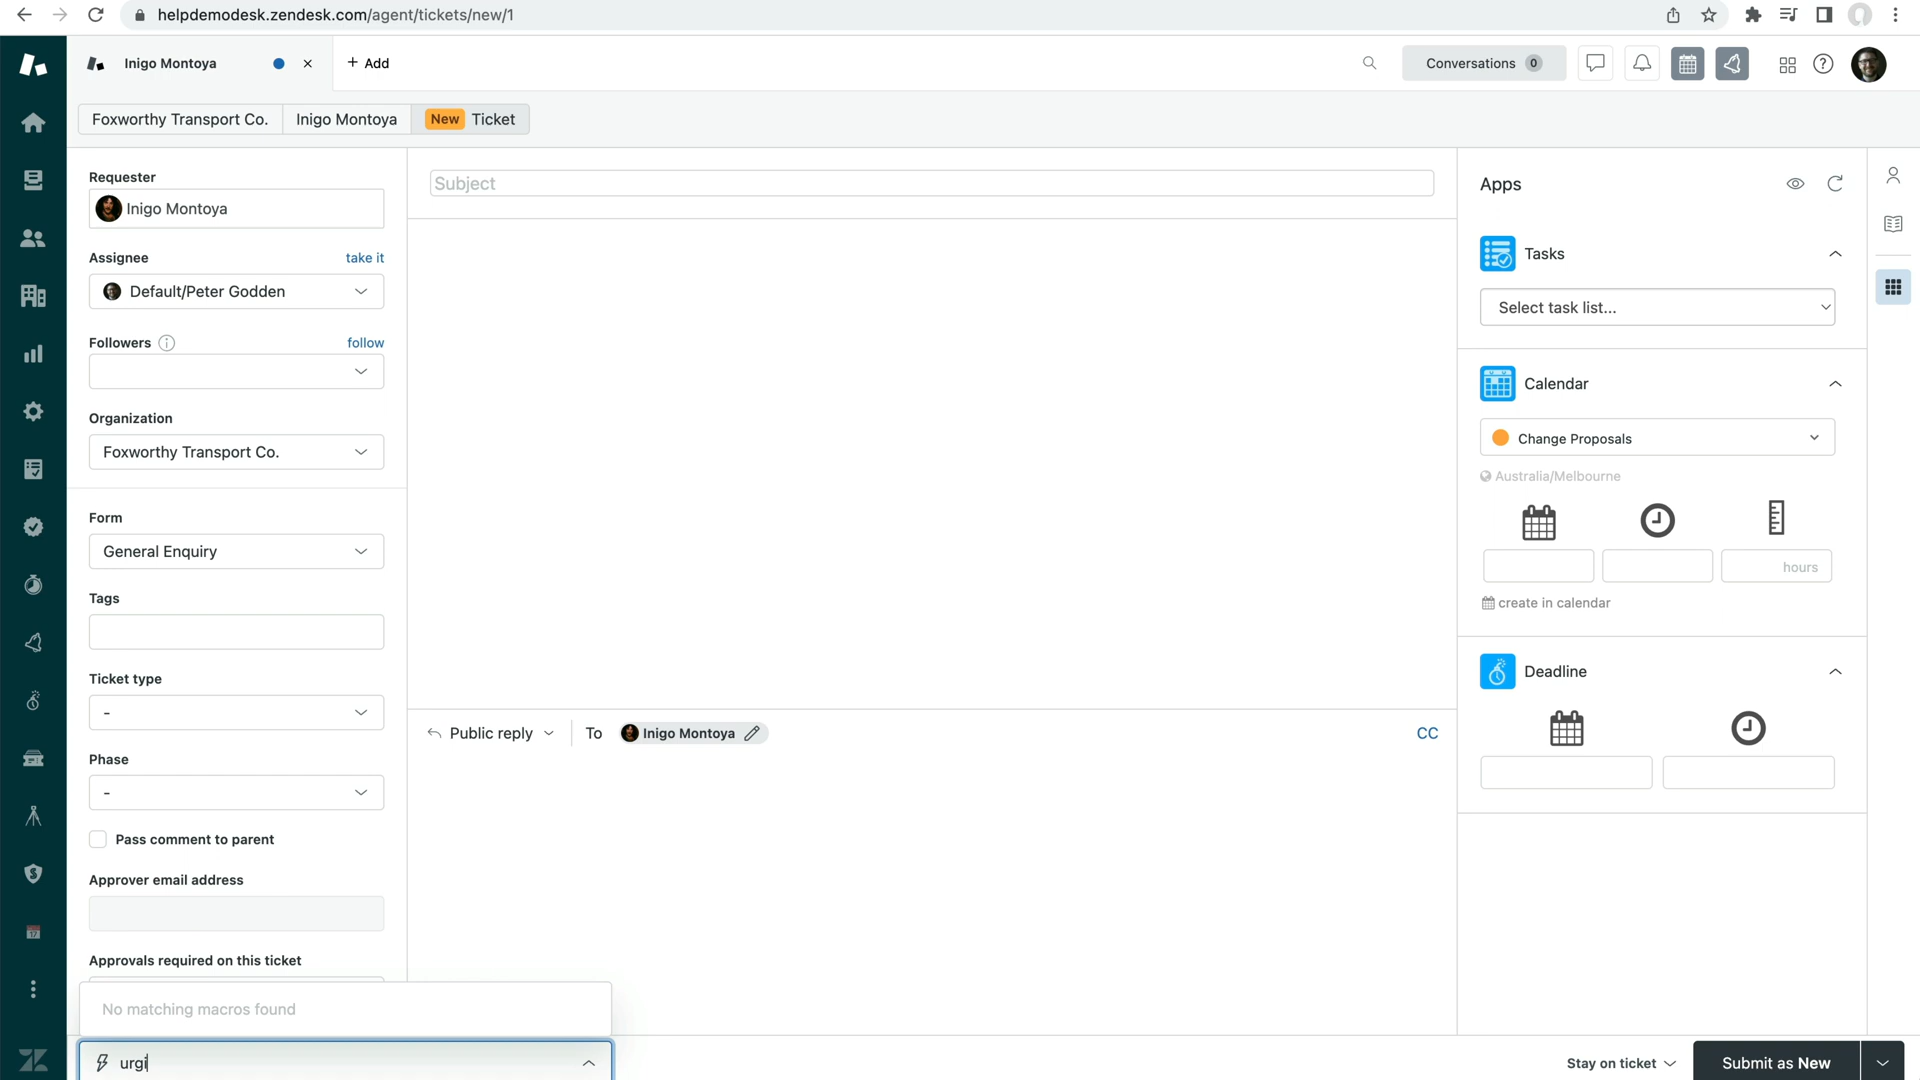 helpdemodesk.zendesk.com/agent/tickets/new/1
Inigo Montoya
+ Add
Conversations 0
Foxworthy Transport Co.
Inigo Montoya
New Ticket
Requester
Inigo Montoya
Assignee take it
Default/Peter Godden
Followers follow
Organization
Foxworthy Transport Co.
Form
General Enquiry
Tags
Ticket type
-
Phase
-
Pass comment to parent
Approver email address
Approvals required on this ticket
No matching macros found
urgi
Subject
Public reply To Inigo Montoya CC
Apps
Tasks
Select task list...
Calendar
Change Proposals
Australia/Melbourne
hours
create in calendar
Deadline
Stay on ticket
Submit as New
17